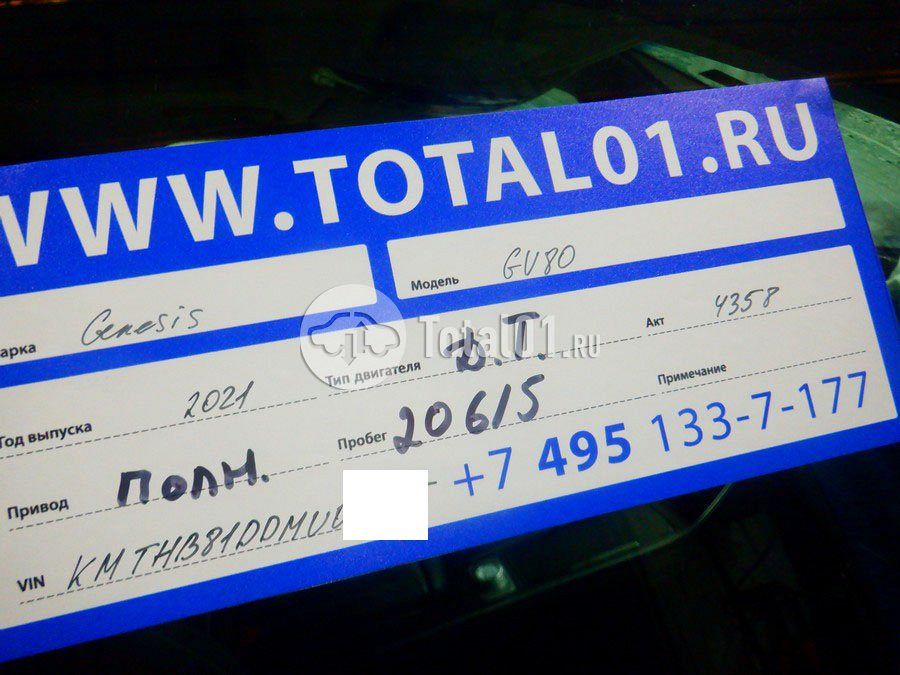 WWW.TOTAL01.RU
арка Genesis Модель GV80
Год выпуска 2021 Тип двигателя Д.Т. Акт 4358
Привод Полн. Пробег 20615 Примечание
VIN KMTHB81DDMU +7 495 133-7-177
Total01.RU